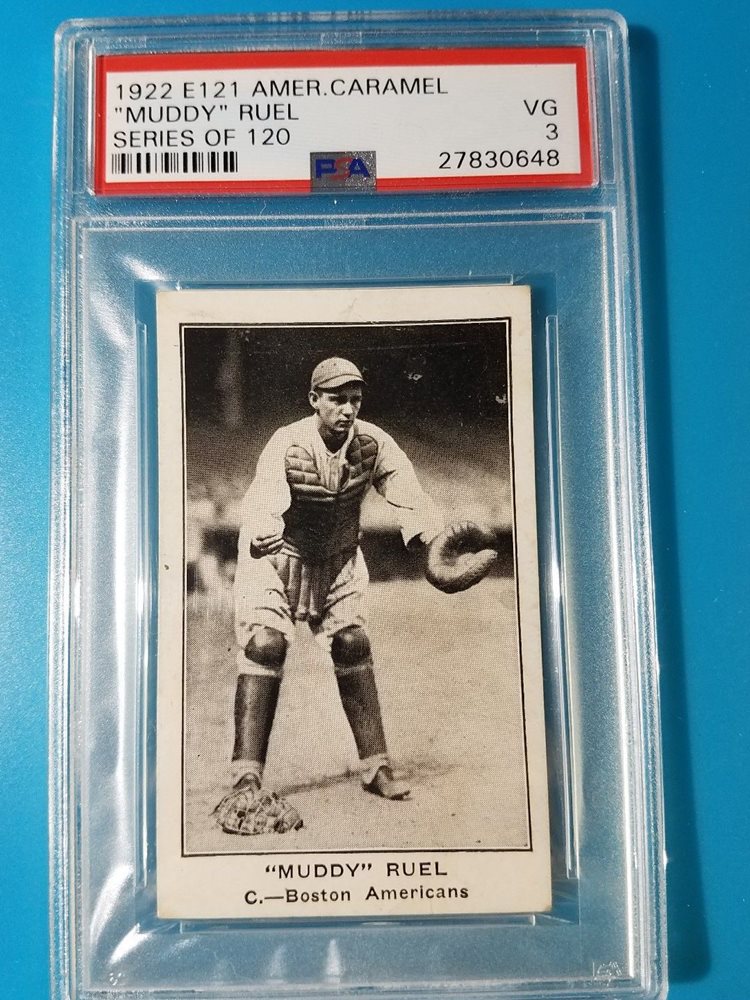 1922 E121 AMER.CARAMEL
"MUDDY" RUEL VG
SERIES OF 120 3
PSA 27830648
"MUDDY" RUEL
C.—Boston Americans